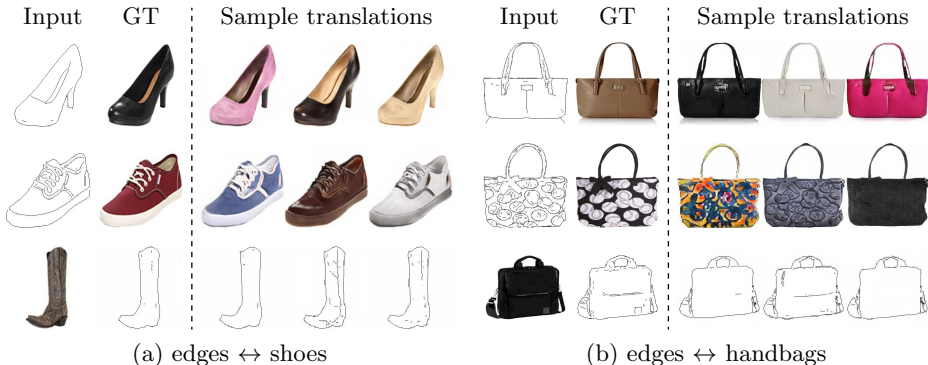 Input GT Sample translations Input GT Sample translations
(a) edges ↔ shoes (b) edges ↔ handbags